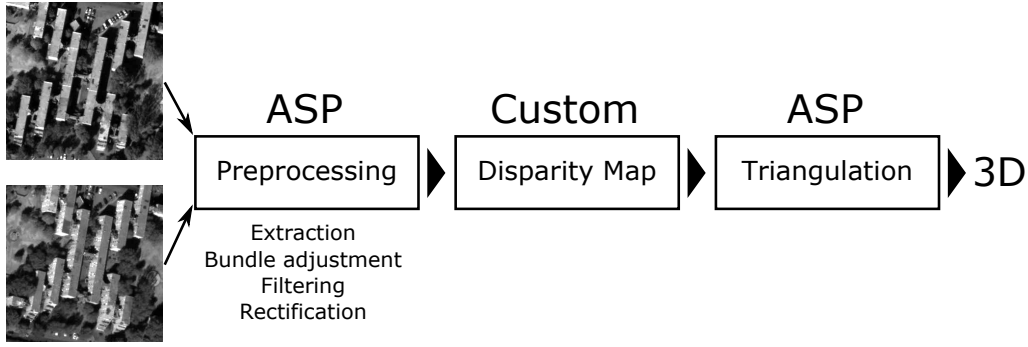 ASP
Custom
ASP
Preprocessing
Disparity Map
Triangulation
3D
Extraction
Bundle adjustment
Filtering
Rectification